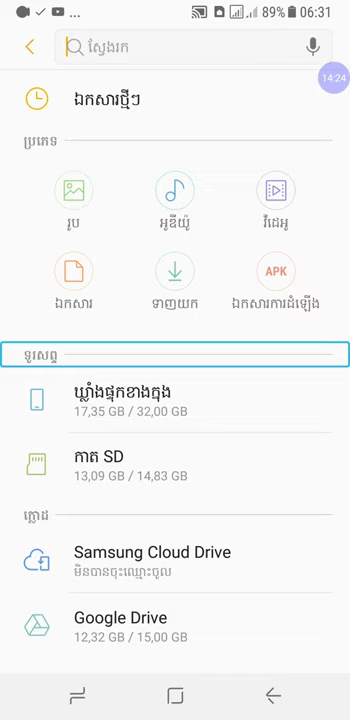 ... 89% 06:31
ស្វែងរក
14:24
ឯកសារថ្មីៗ
ប្រភេទ
រូប អូឌីយ៉ូ វីដេអូ
APK
ឯកសារ ទាញយក ឯកសារការដំឡើង
ទូរសព្ទ
ឃ្លាំងផ្ទុកខាងក្នុង
17,35 GB / 32,00 GB
កាត SD
13,09 GB / 14,83 GB
ក្លោដ
Samsung Cloud Drive
មិនបានចុះឈ្មោះចូល
Google Drive
12,32 GB / 15,00 GB